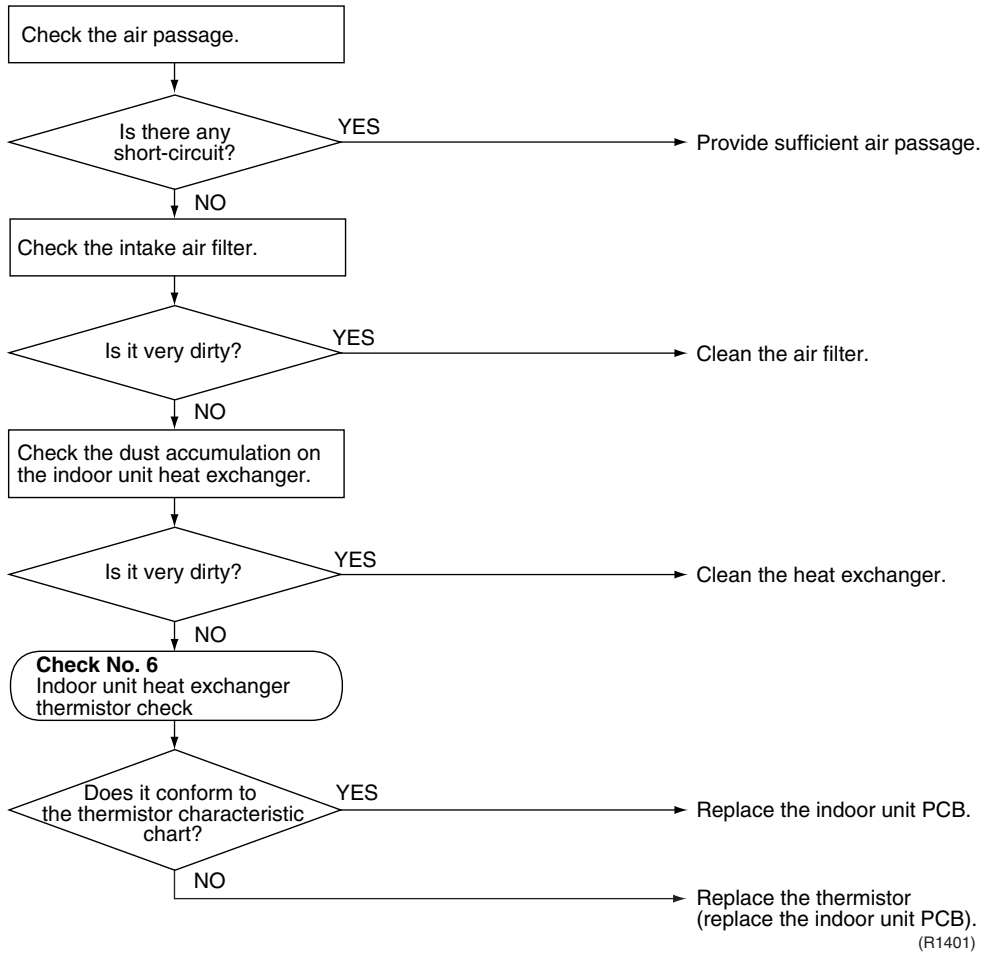 Check the air passage.
Is there any
short-circuit?
YES
Provide sufficient air passage.
NO
Check the intake air filter.
Is it very dirty?
YES
Clean the air filter.
NO
Check the dust accumulation on
the indoor unit heat exchanger.
Is it very dirty?
YES
Clean the heat exchanger.
NO
Check No. 6
Indoor unit heat exchanger
thermistor check
Does it conform to
the thermistor characteristic
chart?
YES
Replace the indoor unit PCB.
NO
Replace the thermistor
(replace the indoor unit PCB).
(R1401)